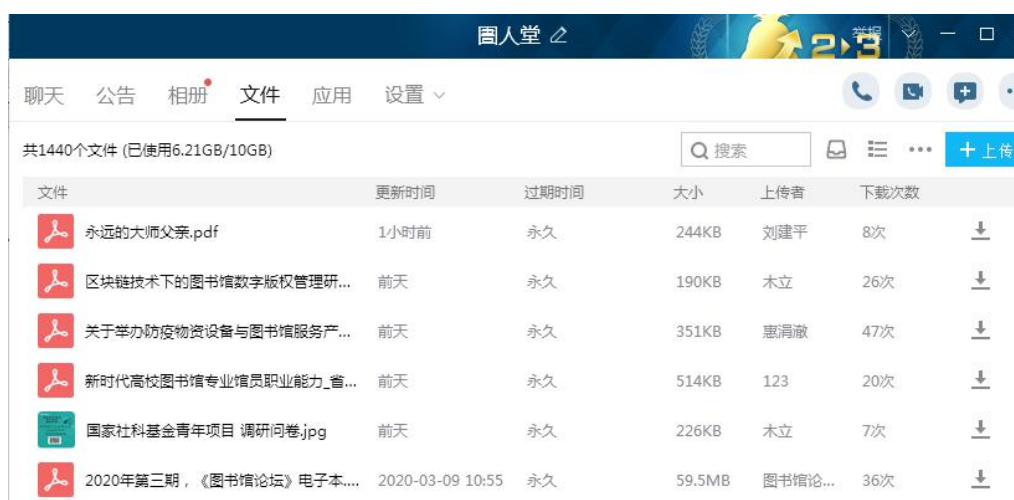 圕人堂
2 3
举报
聊天 公告 相册 文件 应用 设置
共1440个文件 (已使用6.21GB/10GB) 搜索 上传
文件 更新时间 过期时间 大小 上传者 下载次数
永远的大师父亲.pdf 1小时前 永久 244KB 刘建平 8次
区块链技术下的图书馆数字版权管理研... 前天 永久 190KB 木立 26次
关于举办防疫物资设备与图书馆服务产... 前天 永久 351KB 惠涓澈 47次
新时代高校图书馆专业馆员职业能力_省... 前天 永久 514KB 123 20次
国家社科基金青年项目 调研问卷.jpg 前天 永久 226KB 木立 7次
2020年第三期，《图书馆论坛》电子本.... 2020-03-09 10:55 永久 59.5MB 图书馆论... 36次